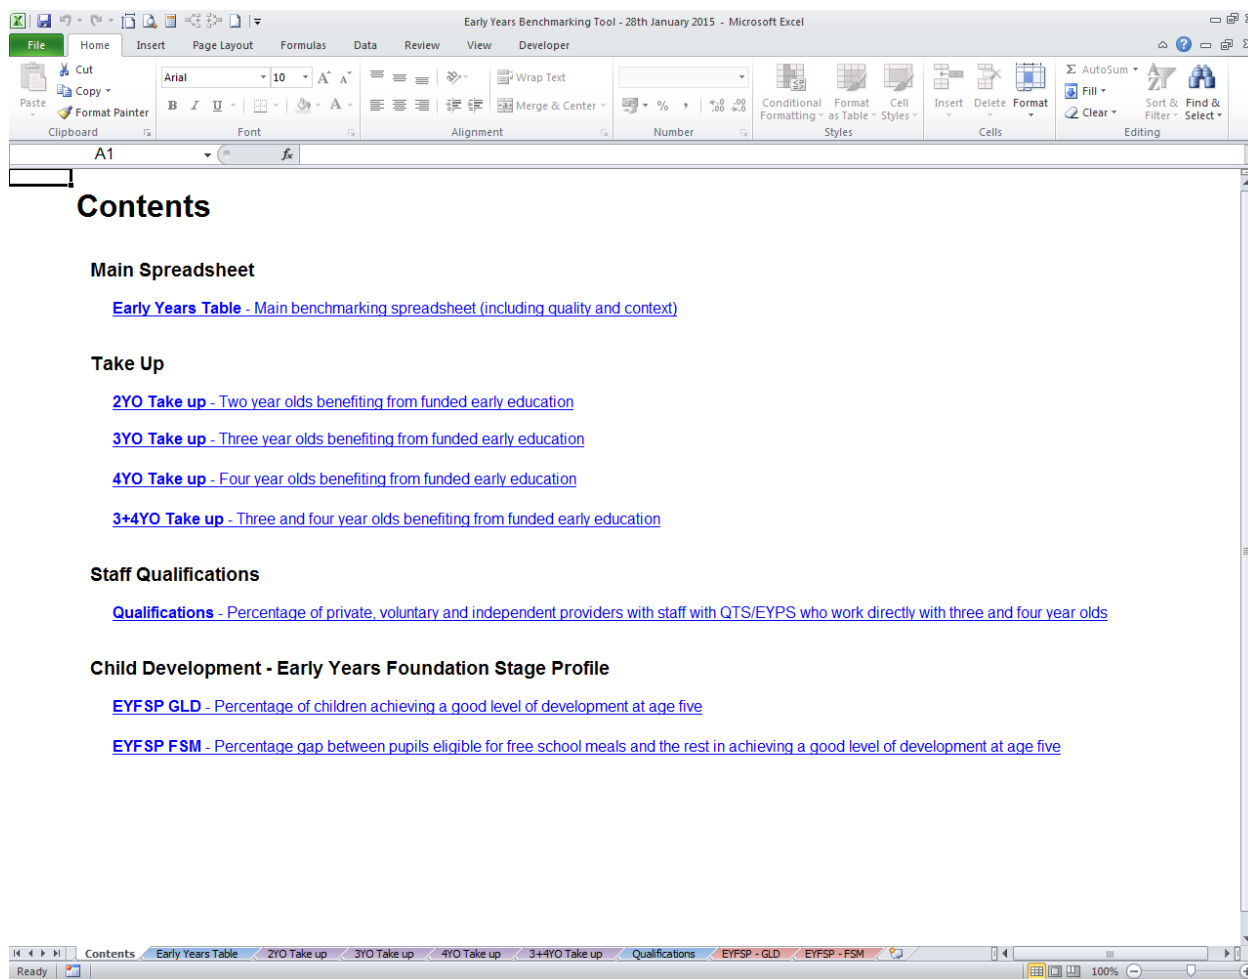 Early Years Benchmarking Tool - 28th January 2015 - Microsoft Excel
File Home Insert Page Layout Formulas Data Review View Developer
Cut
Copy
Format Painter
Paste
Clipboard
Arial 10
B I U
Font
Wrap Text
Merge & Center
Alignment
%
Number
Conditional Formatting
Format as Table
Cell Styles
Styles
Insert Delete Format
Cells
Σ AutoSum
Fill
Clear
Sort & Filter
Find & Select
Editing
A1
fx
Contents
Main Spreadsheet
Early Years Table - Main benchmarking spreadsheet (including quality and context)
Take Up
2YO Take up - Two year olds benefiting from funded early education
3YO Take up - Three year olds benefiting from funded early education
4YO Take up - Four year olds benefiting from funded early education
3+4YO Take up - Three and four year olds benefiting from funded early education
Staff Qualifications
Qualifications - Percentage of private, voluntary and independent providers with staff with QTS/EYPS who work directly with three and four year olds
Child Development - Early Years Foundation Stage Profile
EYFSP GLD - Percentage of children achieving a good level of development at age five
EYFSP FSM - Percentage gap between pupils eligible for free school meals and the rest in achieving a good level of development at age five
Contents Early Years Table 2YO Take up 3YO Take up 4YO Take up 3+4YO Take up Qualifications EYFSP - GLD EYFSP - FSM
Ready 100%